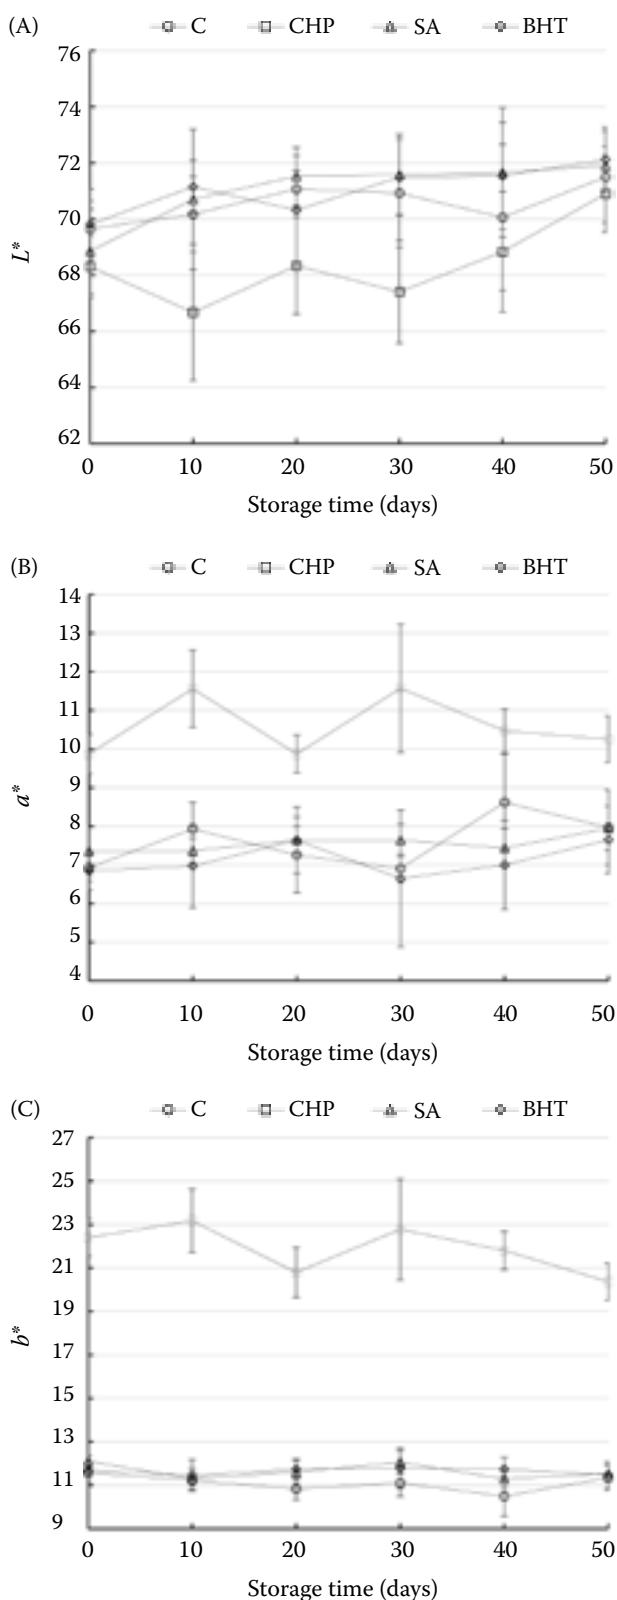 (A) C CHP SA BHT
76
74
72
70
68
66
64
62
L*
0 10 20 30 40 50
Storage time (days)
(B) C CHP SA BHT
14
13
12
11
10
9
8
7
6
5
4
a*
0 10 20 30 40 50
Storage time (days)
(C) C CHP SA BHT
27
25
23
21
19
17
15
13
11
9
b*
0 10 20 30 40 50
Storage time (days)